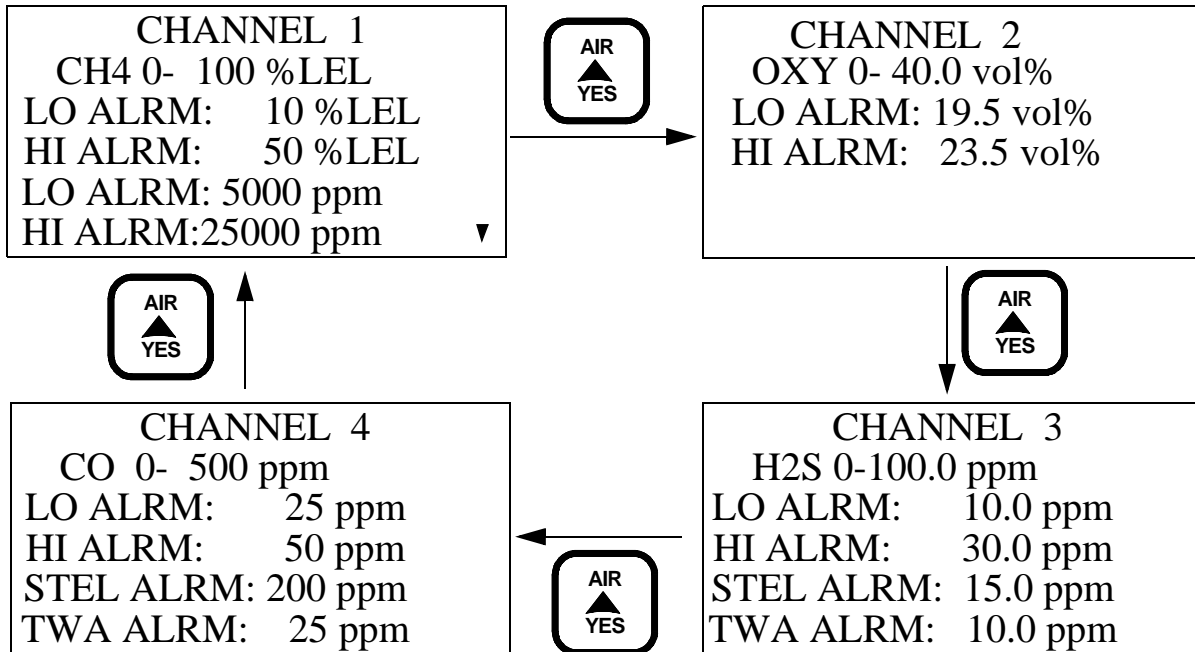 CHANNEL 1
CH4 0- 100 %LEL
LO ALRM: 10 %LEL
HI ALRM: 50 %LEL
LO ALRM: 5000 ppm
HI ALRM:25000 ppm
AIR
YES
CHANNEL 2
OXY 0- 40.0 vol%
LO ALRM: 19.5 vol%
HI ALRM: 23.5 vol%
AIR
YES
AIR
YES
CHANNEL 4
CO 0- 500 ppm
LO ALRM: 25 ppm
HI ALRM: 50 ppm
STEL ALRM: 200 ppm
TWA ALRM: 25 ppm
AIR
YES
CHANNEL 3
H2S 0-100.0 ppm
LO ALRM: 10.0 ppm
HI ALRM: 30.0 ppm
STEL ALRM: 15.0 ppm
TWA ALRM: 10.0 ppm